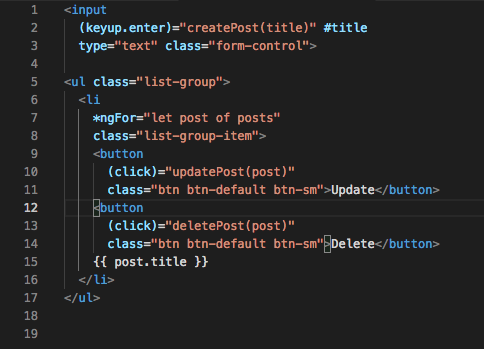 1 <input
2 (keyup.enter)="createPost(title)" #title
3 type="text" class="form-control">
4
5 <ul class="list-group">
6 <li
7 *ngFor="let post of posts"
8 class="list-group-item">
9 <button
10 (click)="updatePost(post)"
11 class="btn btn-default btn-sm">Update</button>
12 <button
13 (click)="deletePost(post)"
14 class="btn btn-default btn-sm">Delete</button>
15 {{ post.title }}
16 </li>
17 </ul>
18
19